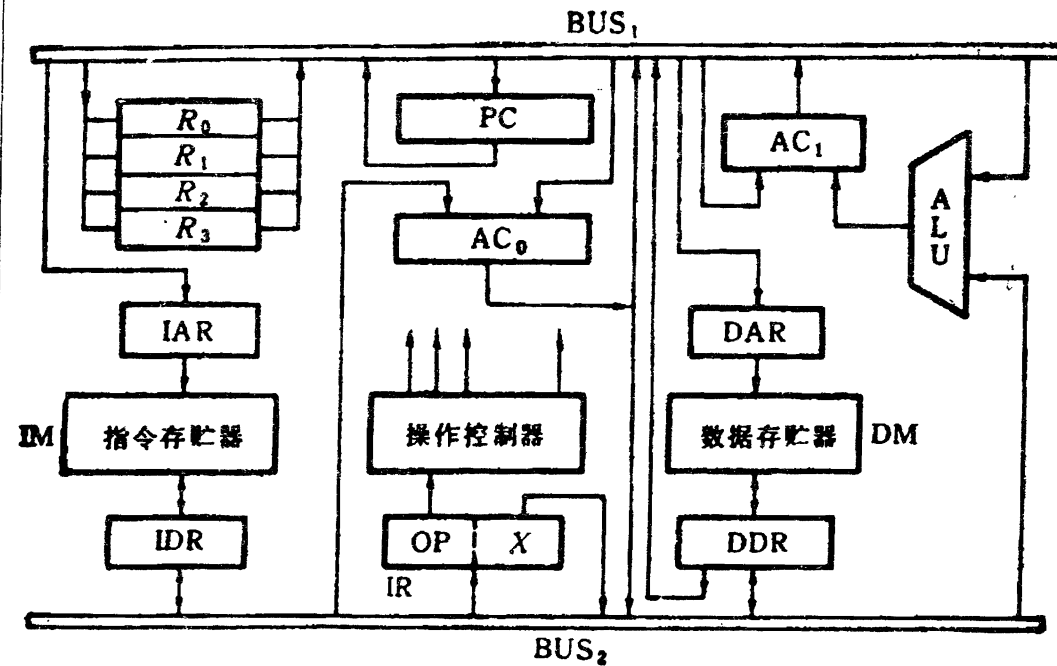 BUS₁
R₀
R₁
R₂
R₃
PC
AC₀
AC₁
ALU
IAR
DAR
IM
指令存贮器
操作控制器
数据存贮器
DM
IDR
OP
X
DDR
IR
BUS₂